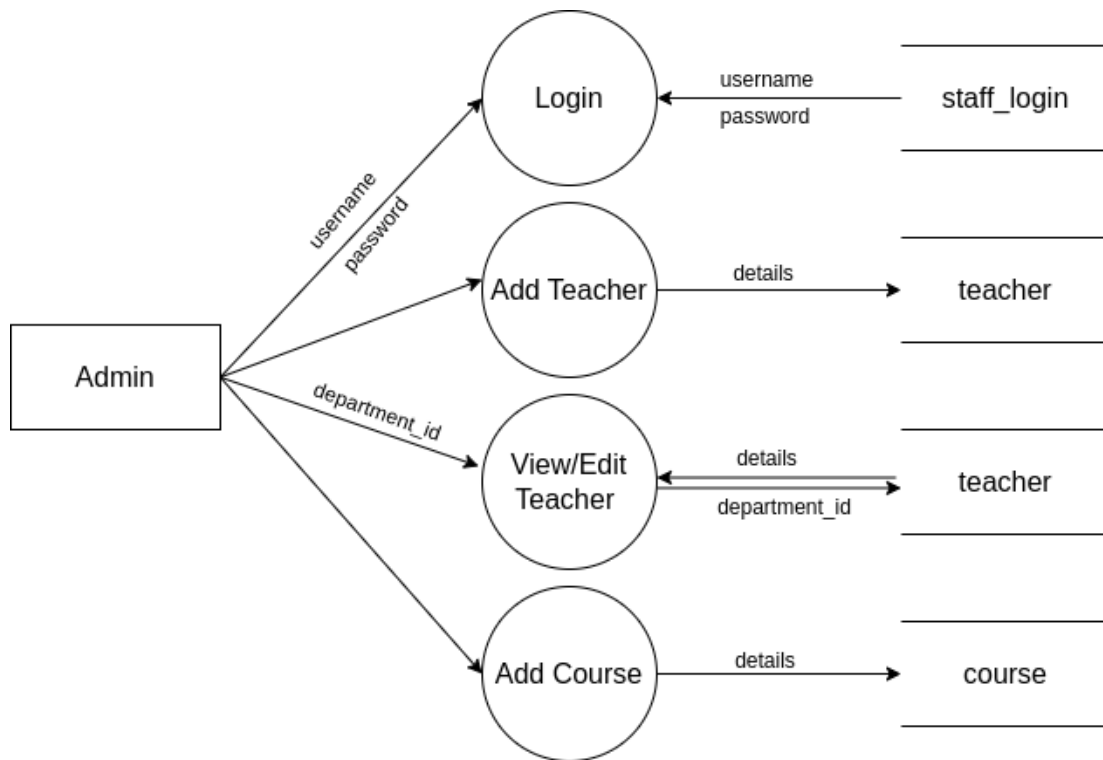 Login
username
password
staff_login
username
password
Add Teacher
details
teacher
Admin
department_id
View/Edit
Teacher
details
department_id
teacher
Add Course
details
course